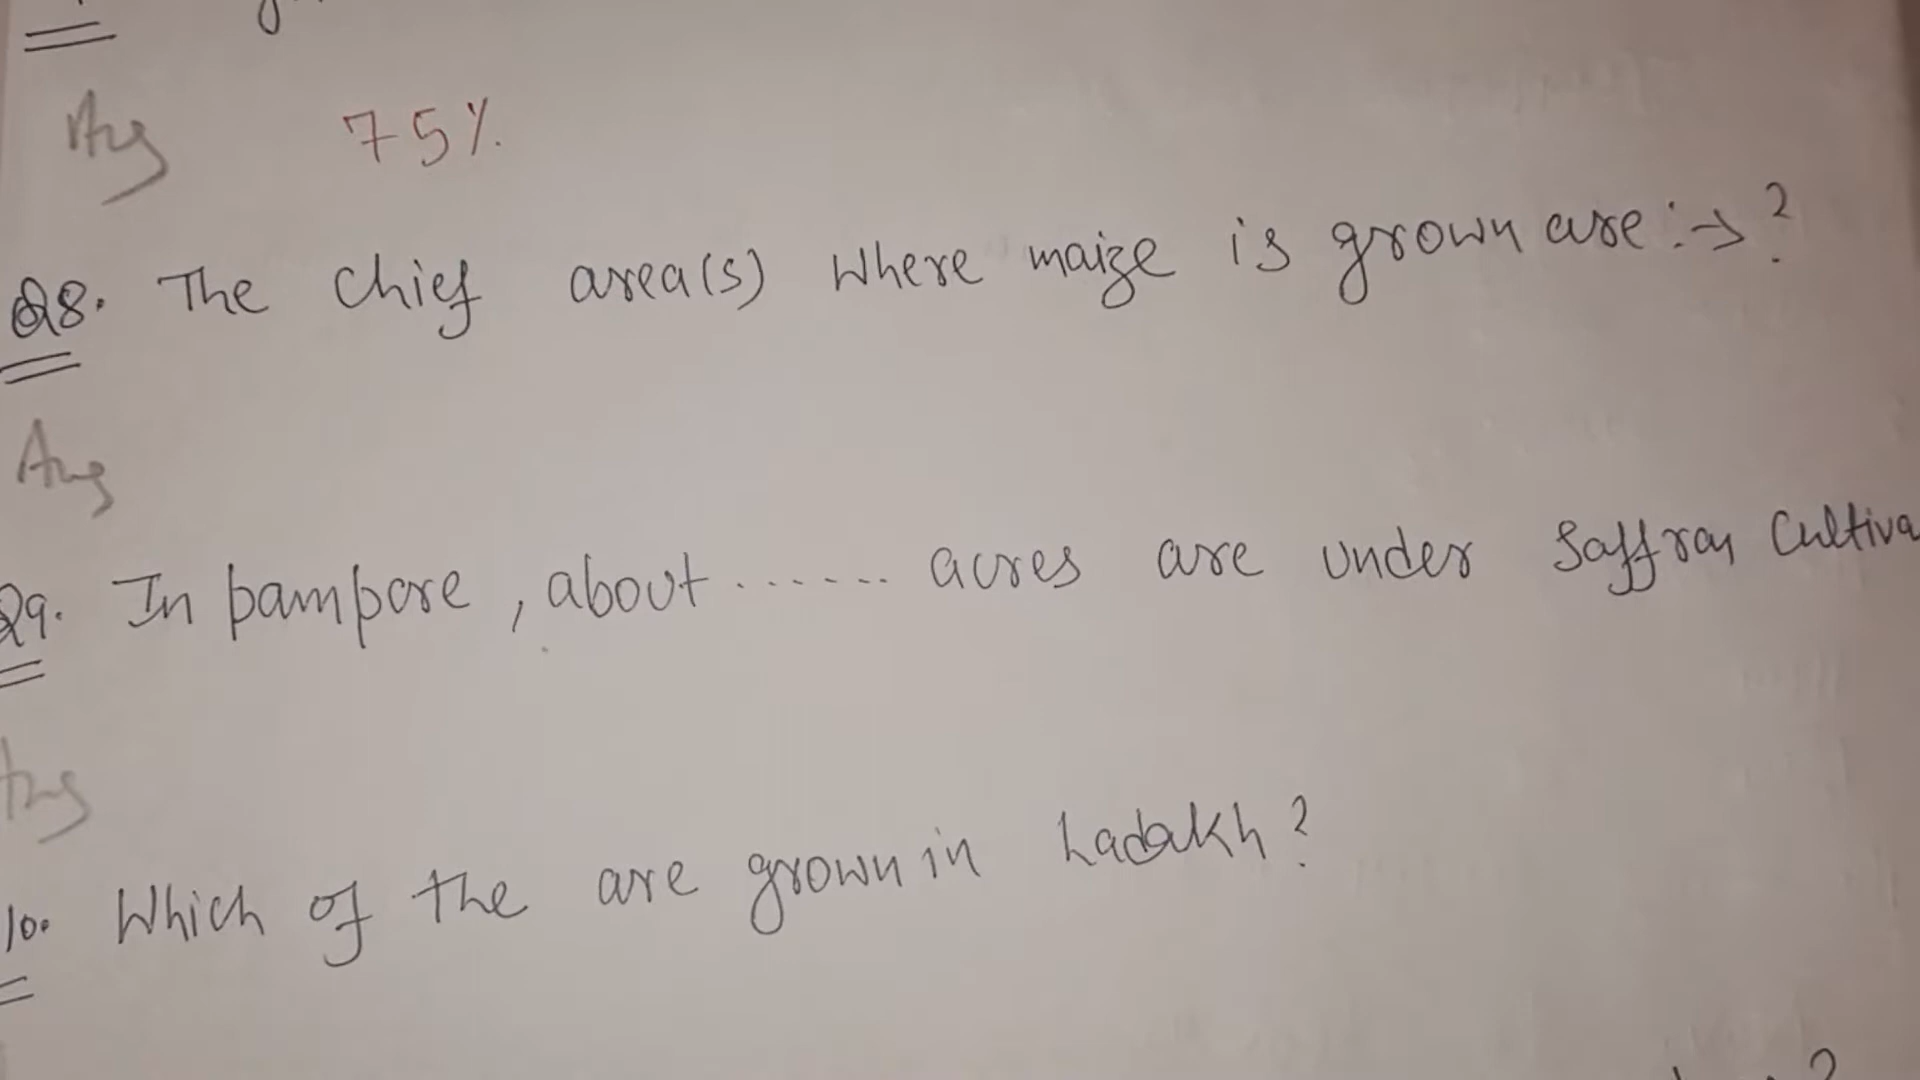 Ans 75%.
Q8. The chief area(s) where maize is grown are:→?
Ans
Q9. In pampore, about ...... acres are under Saffron Cultiva
Ans
10. Which of the are grown in Ladakh?